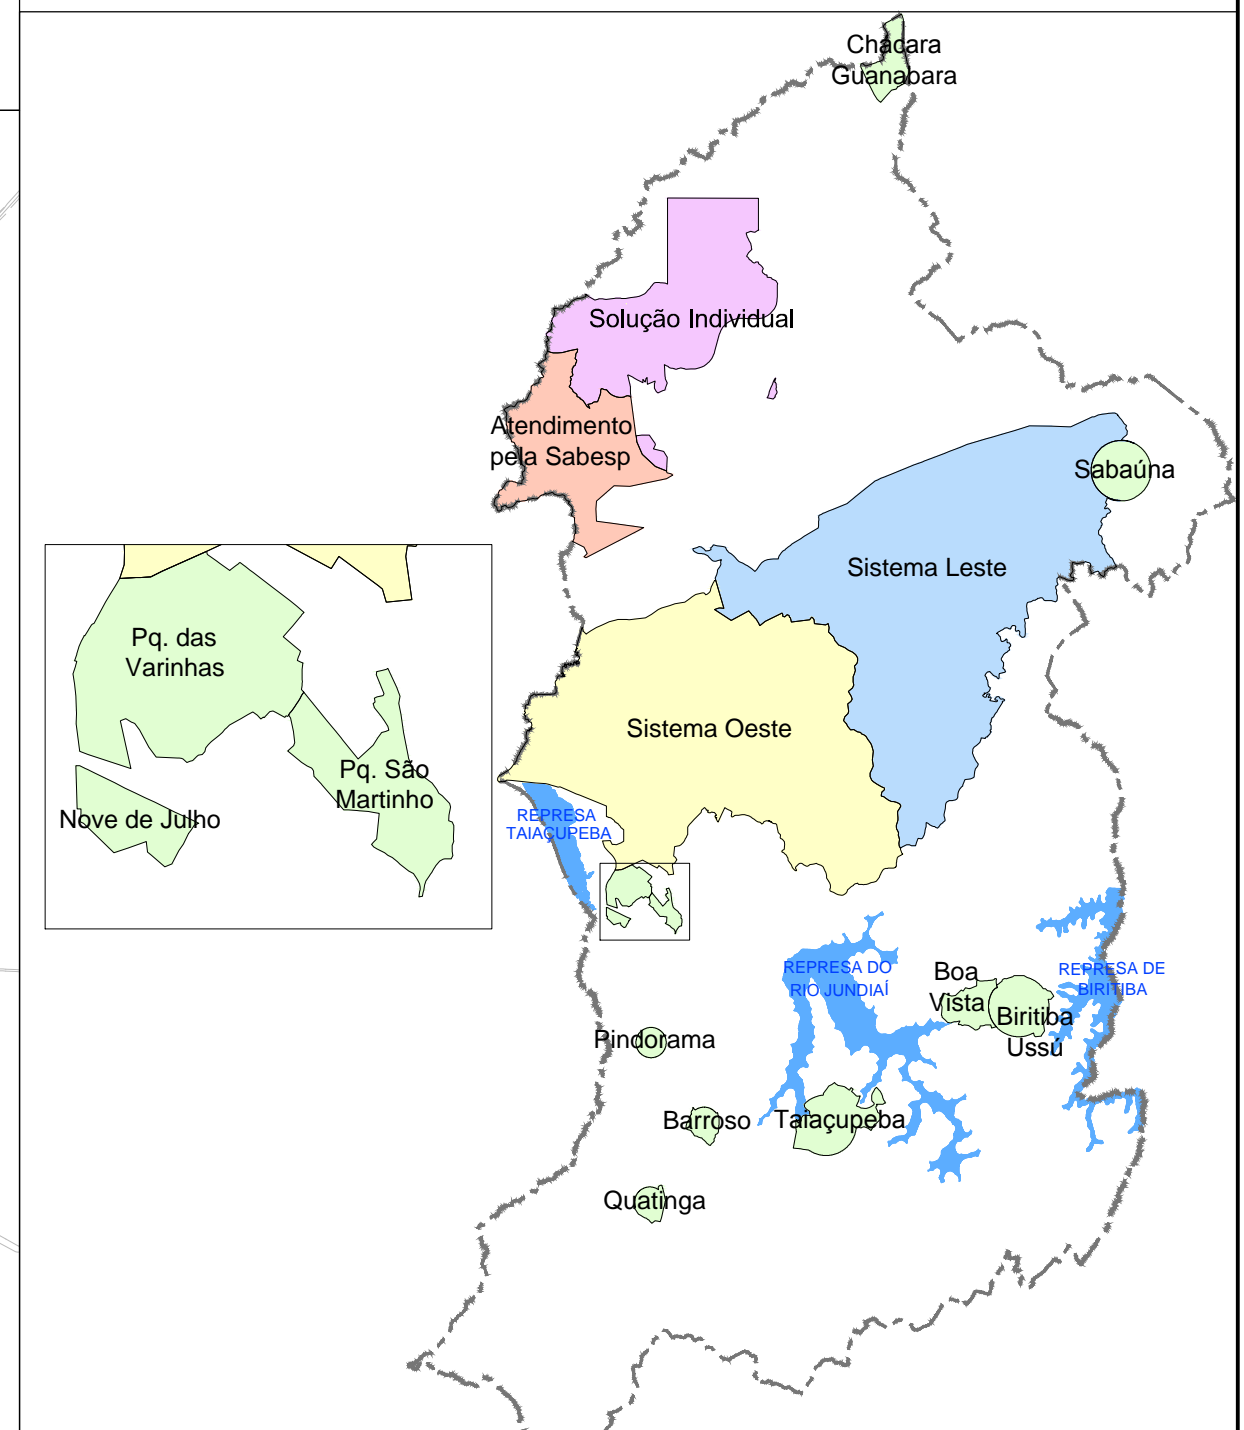 Chácara
Guanabara
Solução Individual
Atendimento
pela Sabesp
Sabaúna
Sistema Leste
Pq. das
Varinhas
Sistema Oeste
Pq. São
Martinho
Nove de Julho
REPRESA
TAIAÇUPEBA
REPRESA DO
RIO JUNDIAÍ
Boa
Vista
REPRESA DE
BIRITIBA
Biritiba
Ussú
Pindorama
Barroso
Taiaçupeba
Quatinga